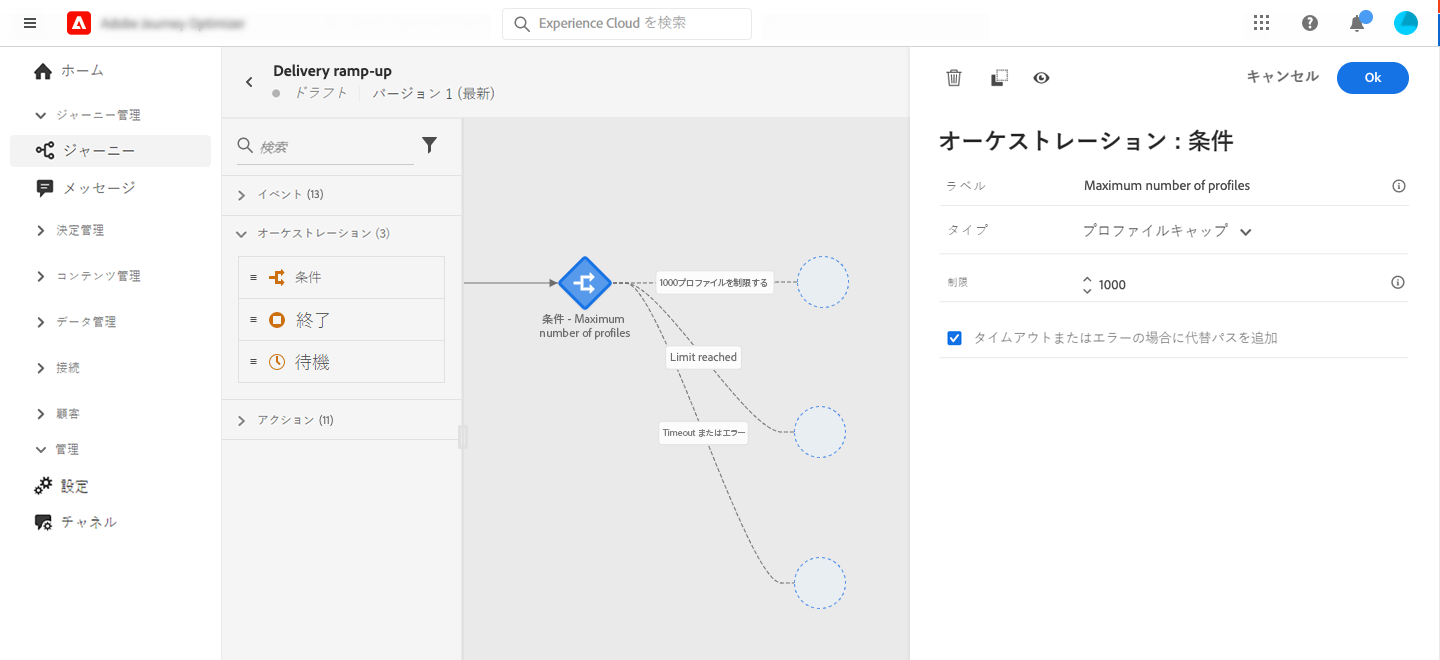 Experience Cloud を検索
ホーム
ジャーニー管理
ジャーニー
メッセージ
決定管理
コンテンツ管理
データ管理
接続
顧客
管理
設定
チャネル
Delivery ramp-up
ドラフト
バージョン 1 (最新)
検索
イベント (13)
オーケストレーション (3)
条件
終了
待機
アクション (11)
条件 - Maximum
number of profiles
1000プロファイルを制限する
Limit reached
Timeout またはエラー
キャンセル
Ok
オーケストレーション : 条件
ラベル
Maximum number of profiles
タイプ
プロファイルキャップ
制限
1000
タイムアウトまたはエラーの場合に代替パスを追加